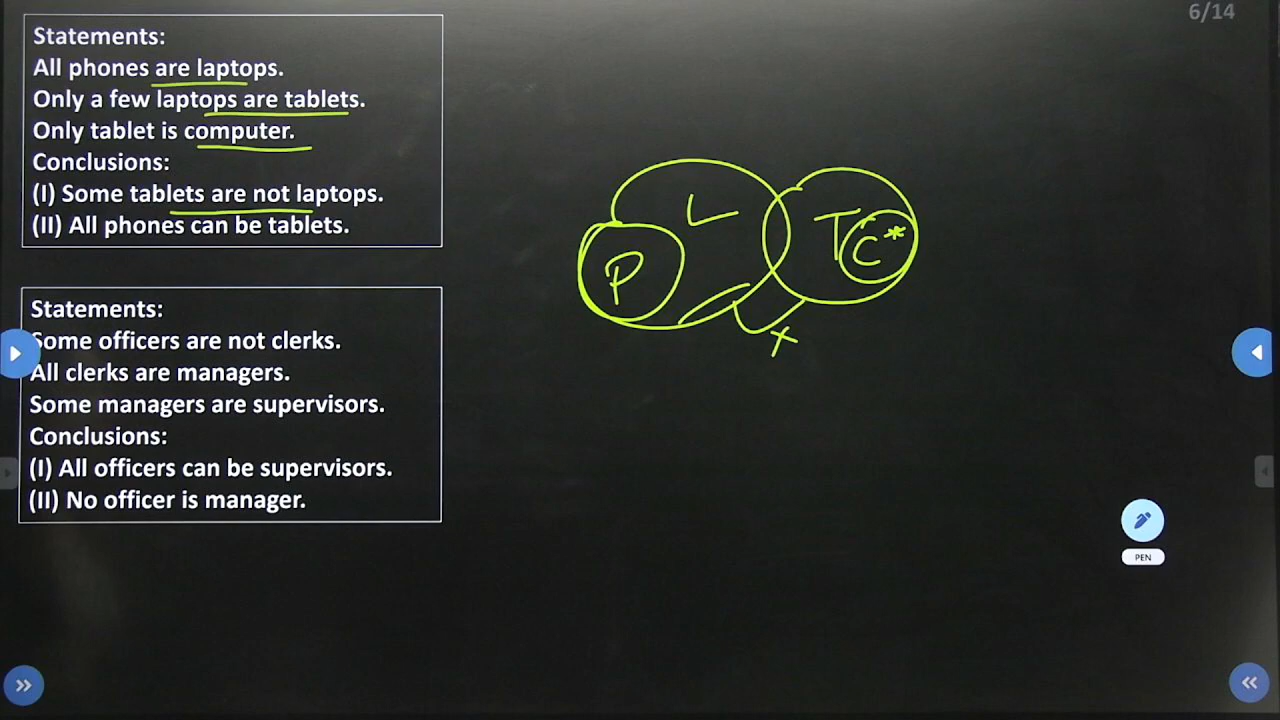 6/14
Statements:
All phones are laptops.
Only a few laptops are tablets.
Only tablet is computer.
Conclusions:
(I) Some tablets are not laptops.
(II) All phones can be tablets.
L
T
C*
P
+
Statements:
Some officers are not clerks.
All clerks are managers.
Some managers are supervisors.
Conclusions:
(I) All officers can be supervisors.
(II) No officer is manager.
PEN